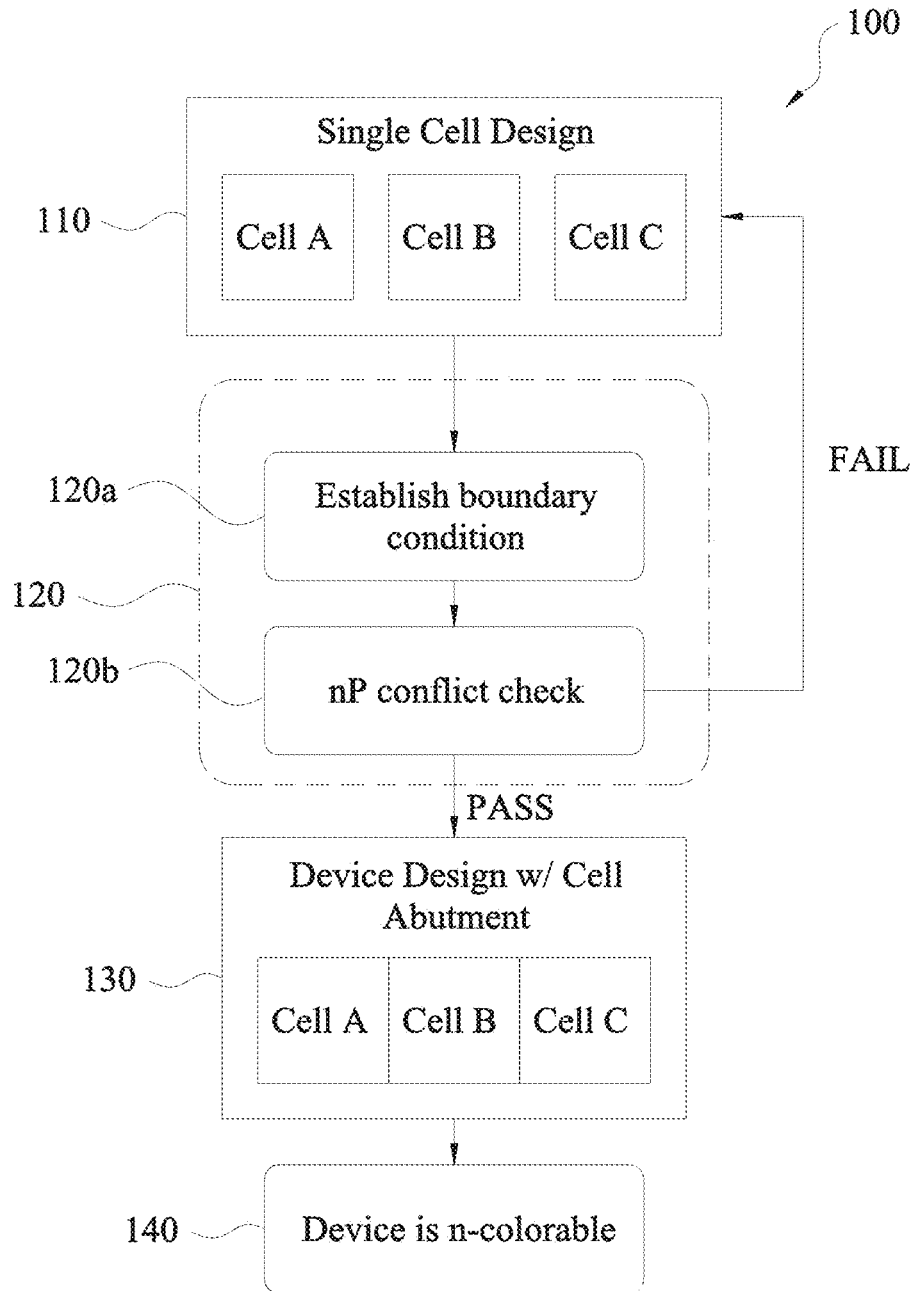 100
Single Cell Design
110
Cell A
Cell B
Cell C
120a
Establish boundary
condition
FAIL
120
120b
nP conflict check
PASS
Device Design w/ Cell
Abutment
130
Cell A
Cell B
Cell C
140
Device is n-colorable